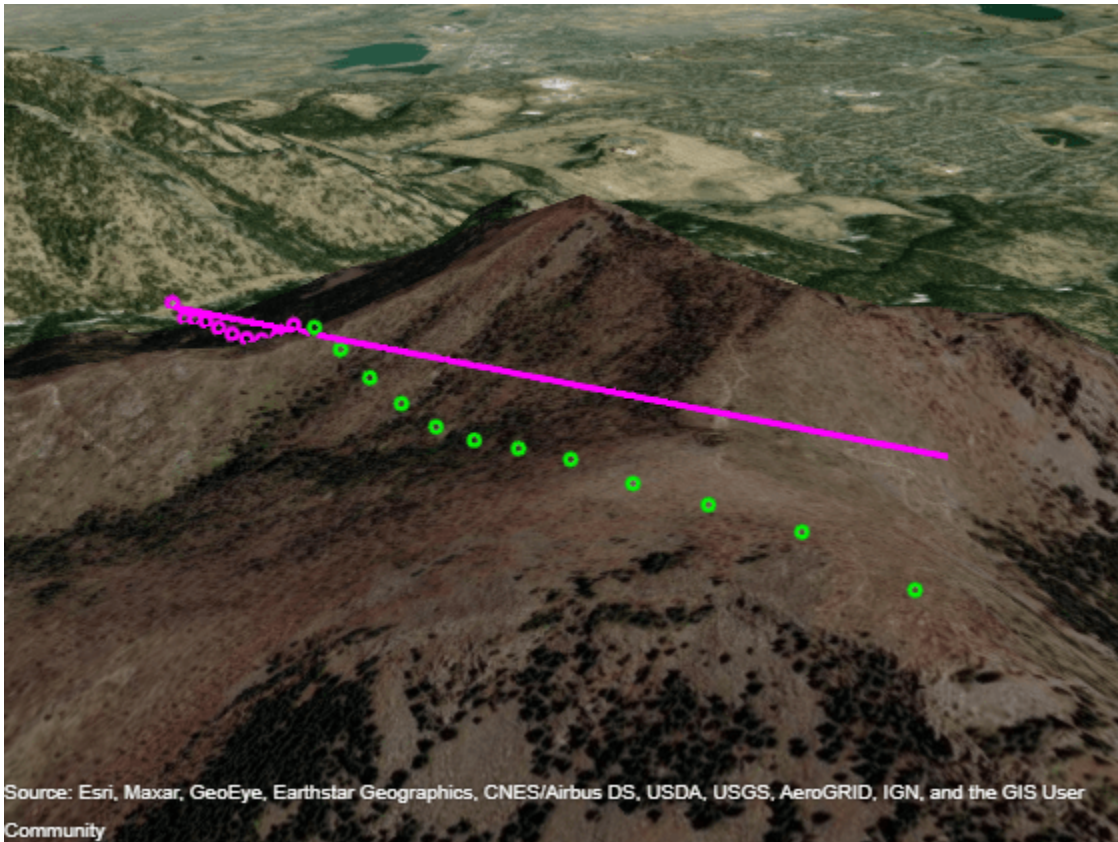 Source: Esri, Maxar, GeoEye, Earthstar Geographics, CNES/Airbus DS, USDA, USGS, AeroGRID, IGN, and the GIS User
Community